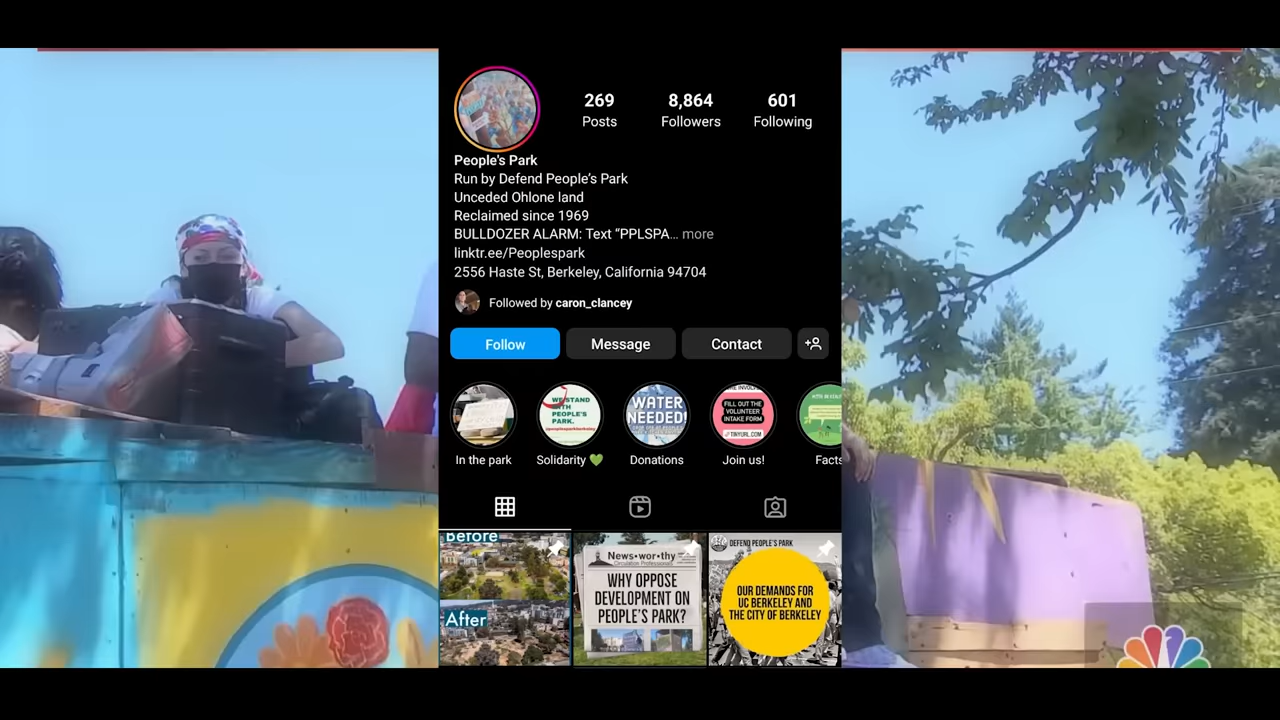 269
8,864
601
Posts
Followers
Following
People's Park
Run by Defend People's Park
Unceded Ohlone land
Reclaimed since 1969
BULLDOZER ALARM: Text “PPLSPA... more
linktr.ee/Peoplespark
2556 Haste St, Berkeley, California 94704
Followed by caron_clancey
Follow
Message
Contact
WE STAND
WITH
PEOPLE'S
PARK.
WATER
NEEDED!
FILL OUT THE
VOLUNTEER
INTAKE FORM
TINYURL.COM
In the park
Solidarity 💚
Donations
Join us!
Facts
Before
After
News•wor•thy
Circulation Professionals
WHY OPPOSE
DEVELOPMENT ON
PEOPLE'S PARK?
DEFEND PEOPLE'S PARK
OUR DEMANDS FOR
UC BERKELEY AND
THE CITY OF BERKELEY